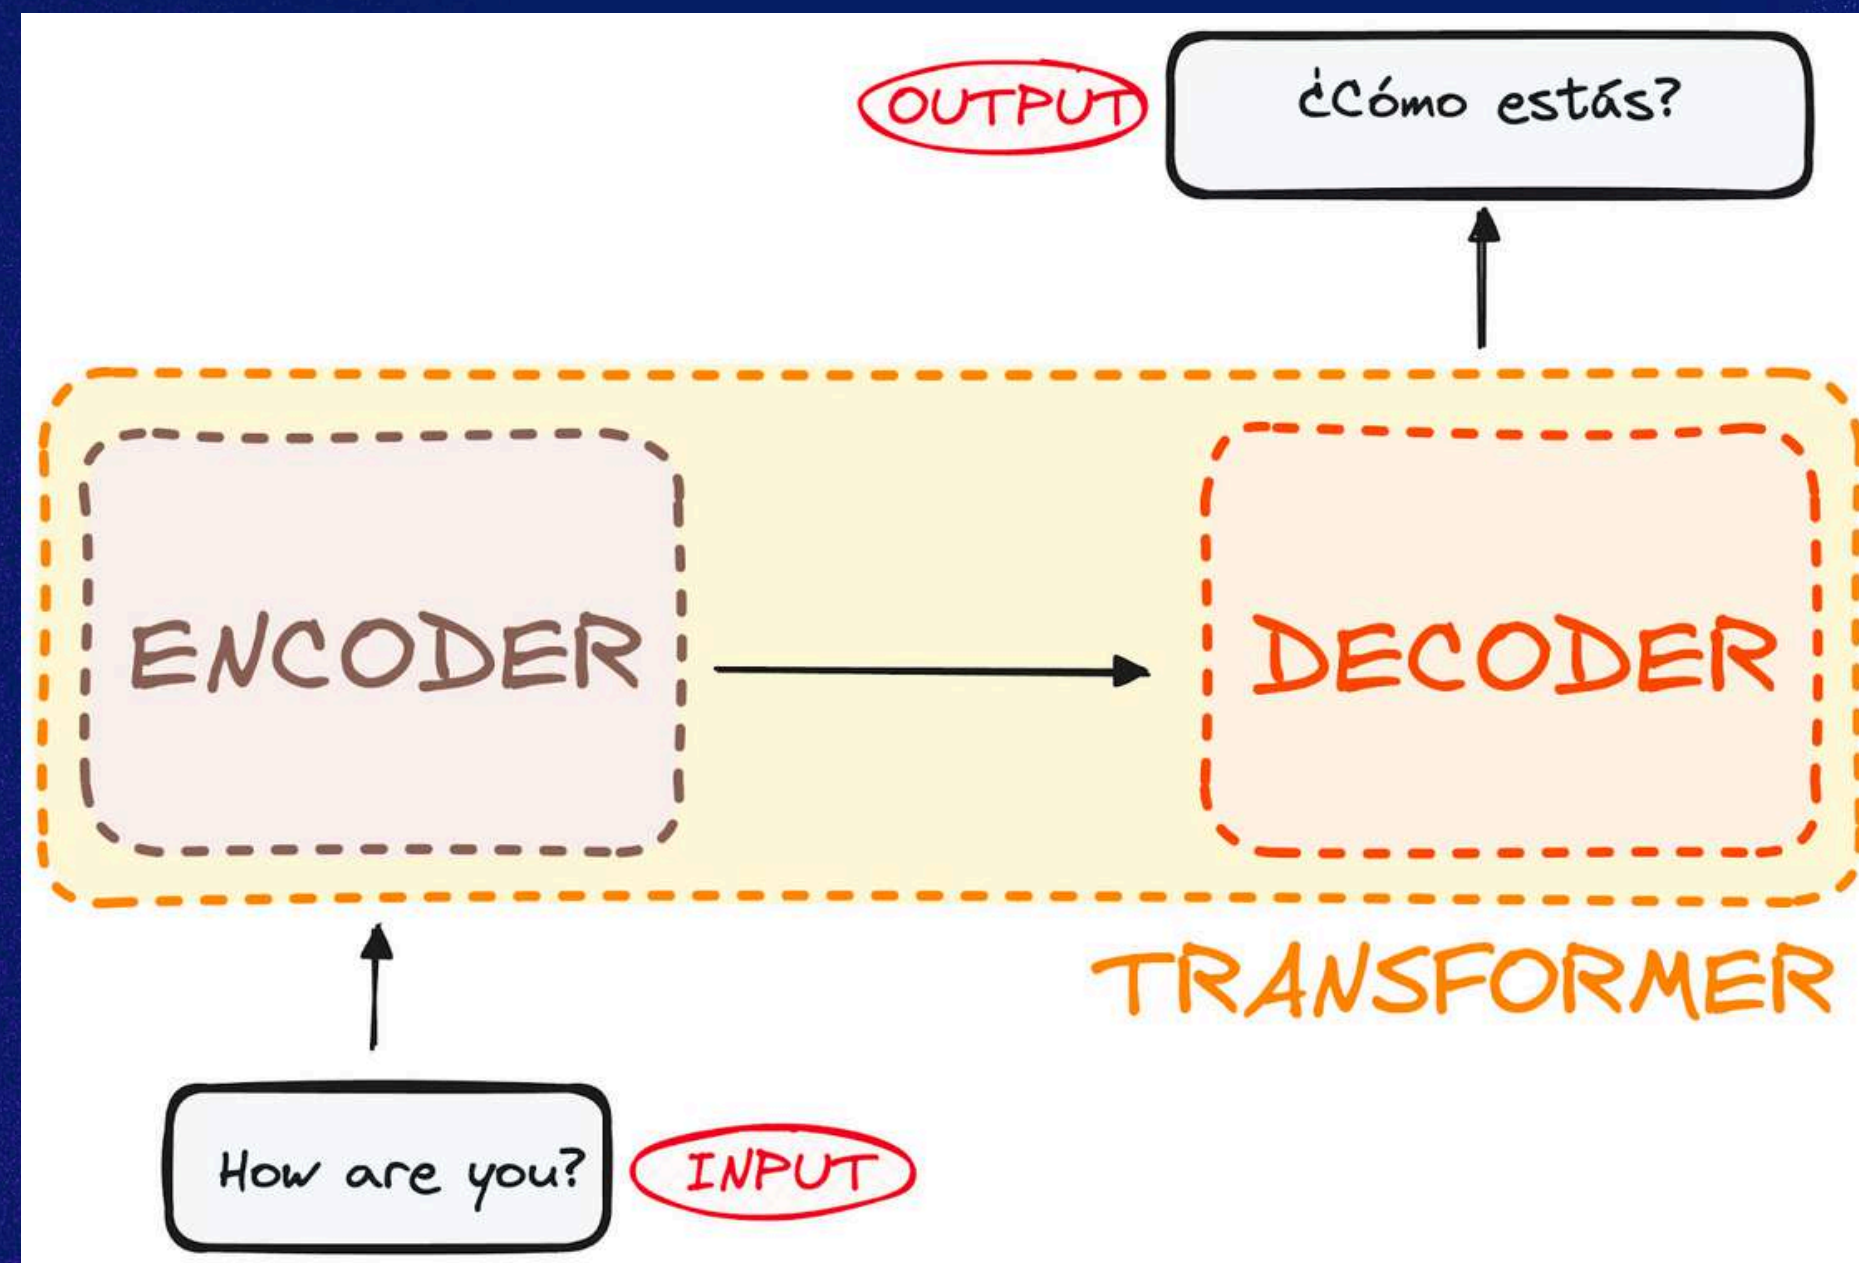 OUTPUT
¿Cómo estás?
ENCODER
DECODER
TRANSFORMER
How are you?
INPUT